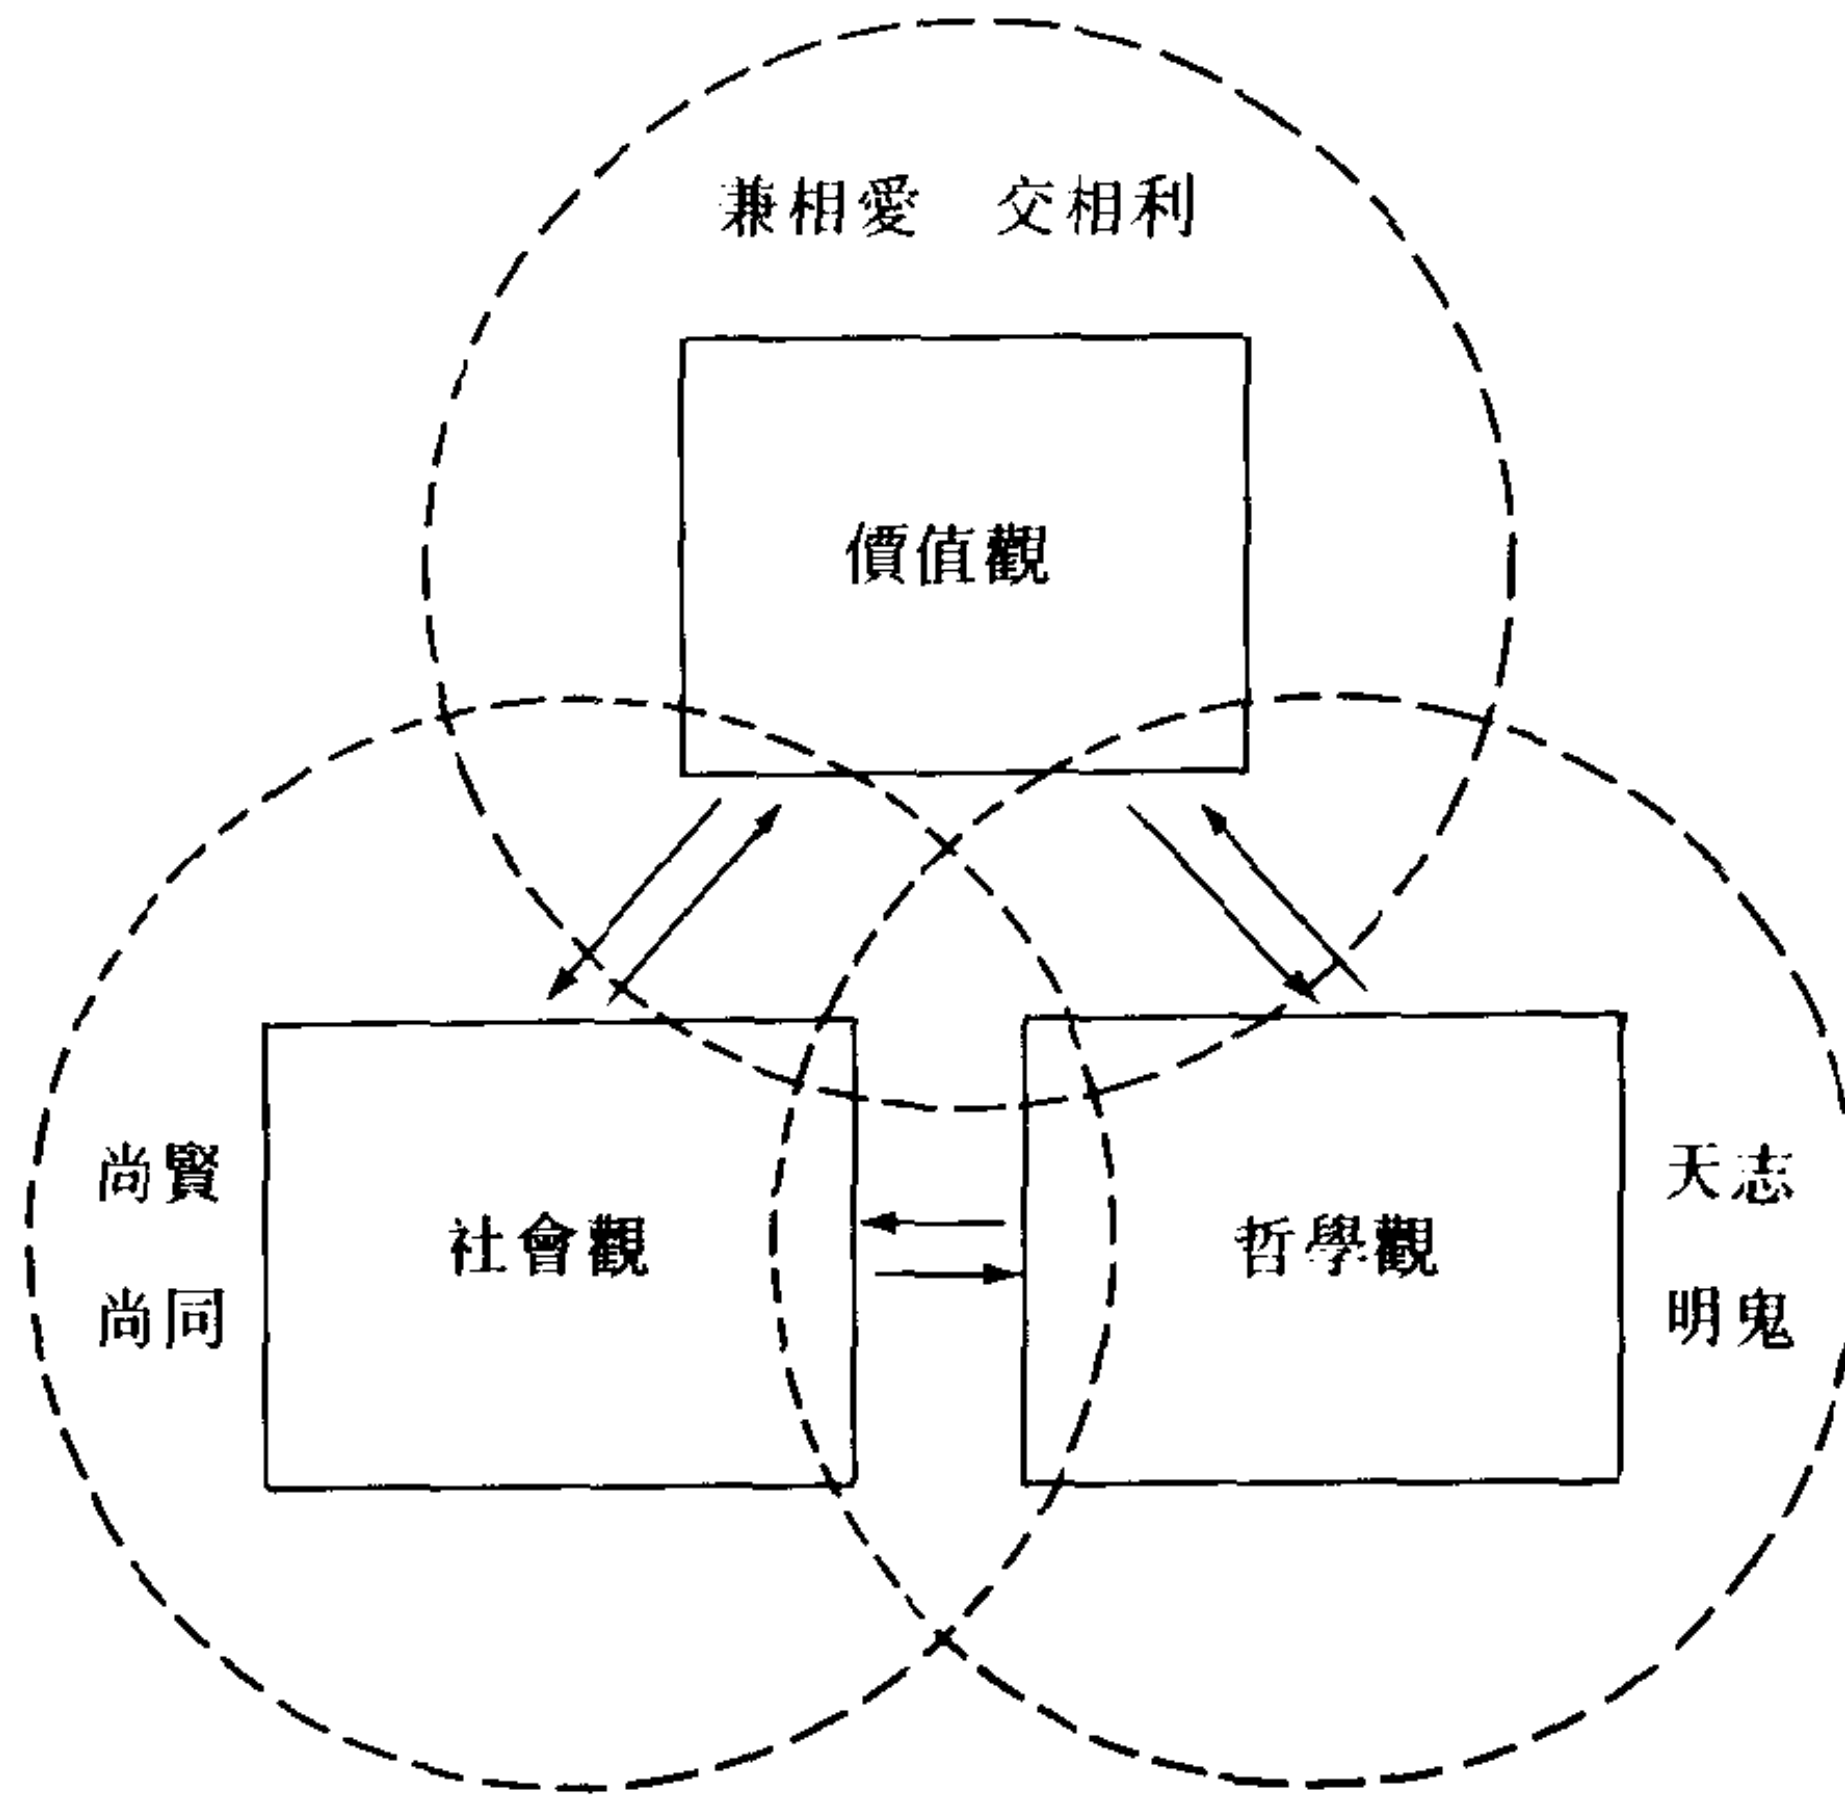 兼相愛 交相利
價值觀
尚賢
尚同
社會觀
哲學觀
天志
明鬼